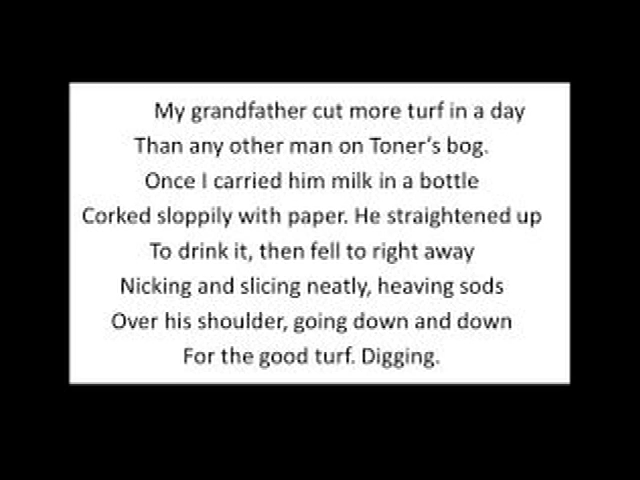 My grandfather cut more turf in a day
Than any other man on Toner's bog.
Once I carried him milk in a bottle
Corked sloppily with paper. He straightened up
To drink it, then fell to right away
Nicking and slicing neatly, heaving sods
Over his shoulder, going down and down
For the good turf. Digging.